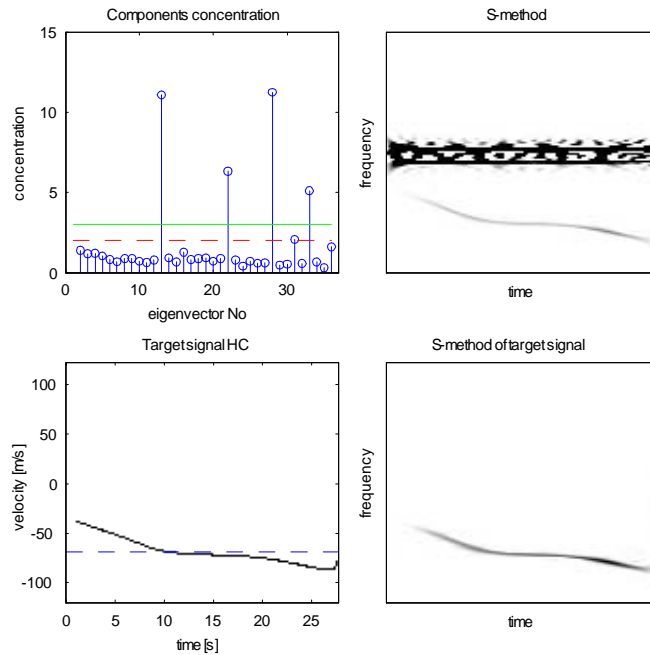 Components concentration
15
10
5
0
concentration
0
10
20
30
eigenvector No
S-method
frequency
time
Target signal HC
100
50
0
-50
-100
velocity [m/s]
0
5
10
15
20
25
time [s]
S-method of target signal
frequency
time